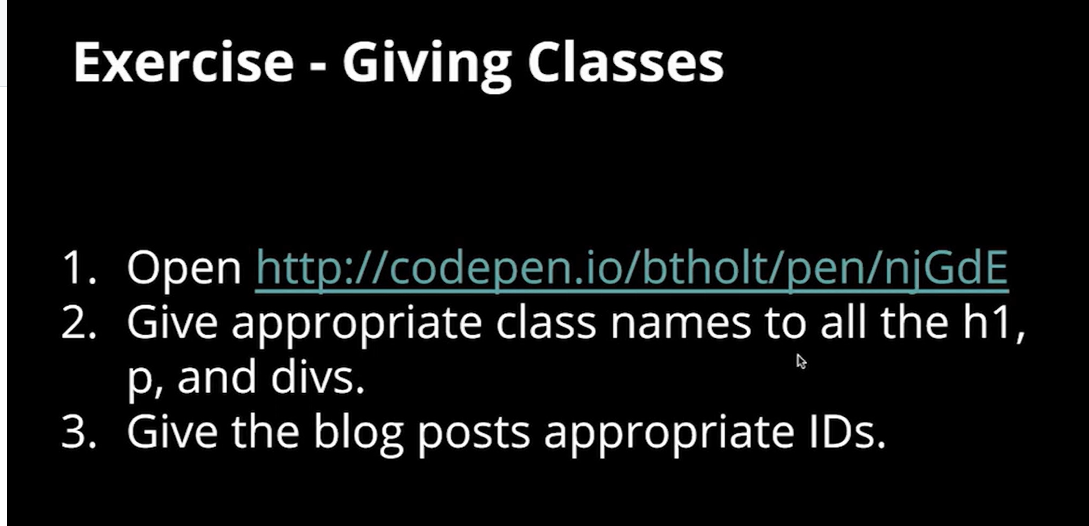 Exercise - Giving Classes
1. Open http://codepen.io/btholt/pen/njGdE
2. Give appropriate class names to all the h1,
p, and divs.
3. Give the blog posts appropriate IDs.